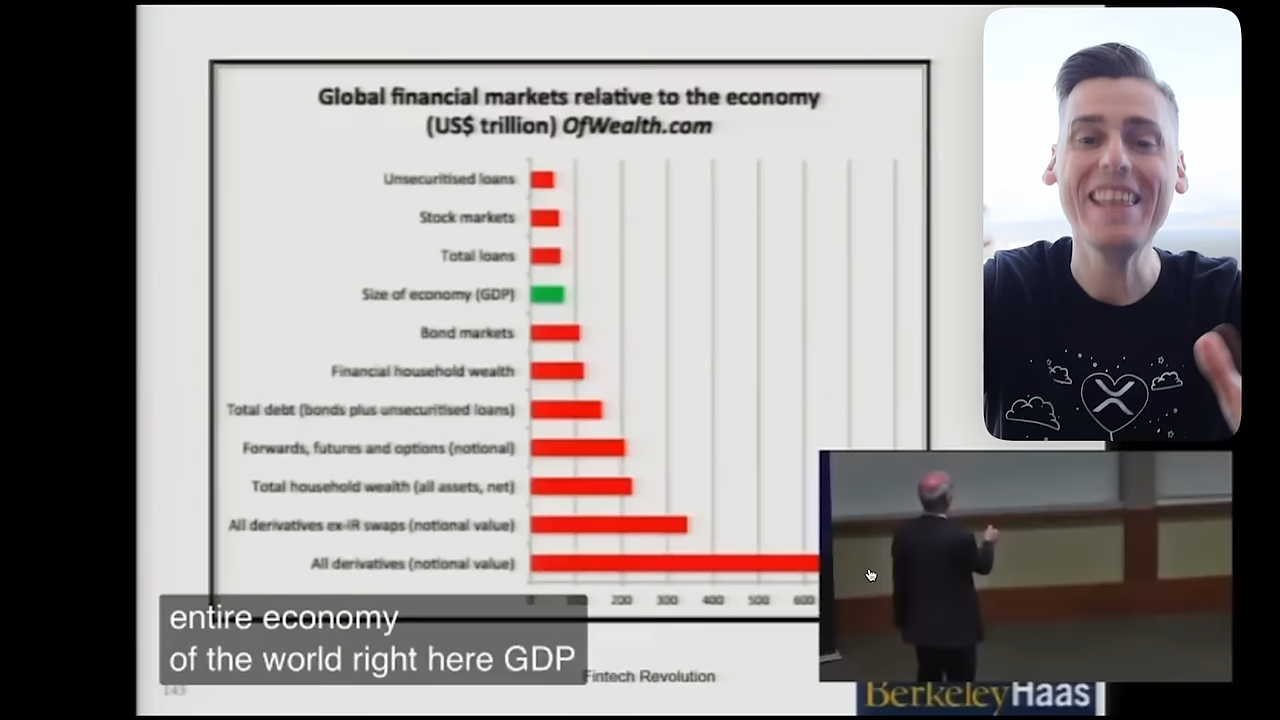 Global financial markets relative to the economy
(US$ trillion) OfWealth.com
Unsecuritised loans
Stock markets
Total loans
Size of economy (GDP)
Bond markets
Financial household wealth
Total debt (bonds plus unsecuritised loans)
Forwards, futures and options (notional)
Total household wealth (all assets, net)
All derivatives ex-IR swaps (notional value)
All derivatives (notional value)
0 100 200 300 400 500 600
entire economy
of the world right here GDP
Fintech Revolution
143
BerkeleyHaas